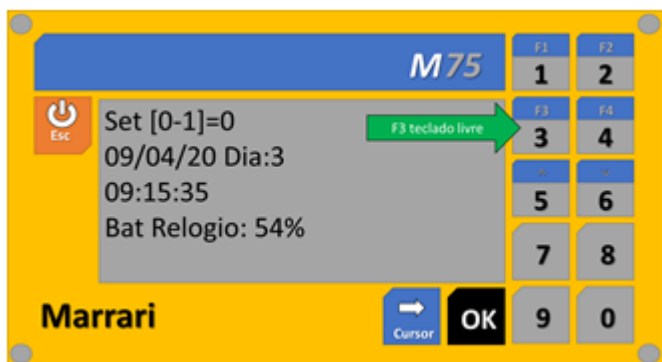 M75
F1 F2
1 2
Esc
Set [0-1]=0
F3 teclado livre
F3 F4
3 4
09/04/20 Dia:3
09:15:35
5 6
Bat Relogio: 54%
7 8
Marrari
Cursor
OK
9 0